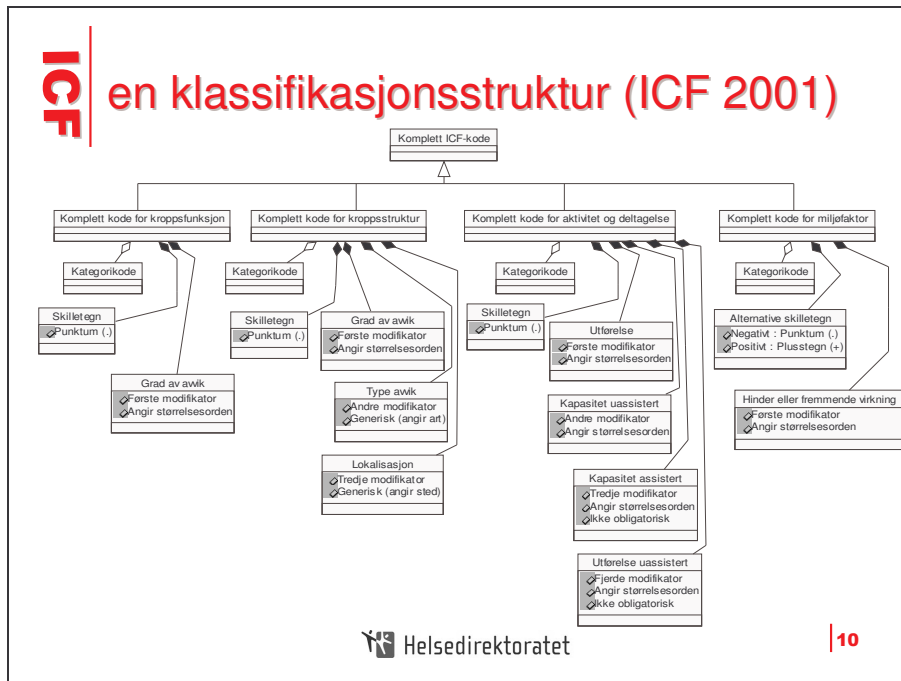 ICF
en klassifikasjonsstruktur (ICF 2001)
Komplett ICF-kode
Komplett kode for kroppsfunksjon
Kategorikode
Skilletegn
Punktum (.)
Grad av avvik
Første modifikator
Angir størrelsesorden
Komplett kode for kroppsstruktur
Kategorikode
Skilletegn
Punktum (.)
Grad av avvik
Første modifikator
Angir størrelsesorden
Type avvik
Andre modifikator
Generisk (angir art)
Lokalisasjon
Tredje modifikator
Generisk (angir sted)
Komplett kode for aktivitet og deltagelse
Kategorikode
Skilletegn
Punktum (.)
Utførelse
Første modifikator
Angir størrelsesorden
Kapasitet uassistert
Andre modifikator
Angir størrelsesorden
Kapasitet assistert
Tredje modifikator
Angir størrelsesorden
Ikke obligatorisk
Utførelse uassistert
Fjerde modifikator
Angir størrelsesorden
Ikke obligatorisk
Komplett kode for miljøfaktor
Kategorikode
Alternative skilletegn
Negativt : Punktum (.)
Positivt : Plusstegn (+)
Hinder eller fremmende virkning
Første modifikator
Angir størrelsesorden
Helsedirektoratet
10